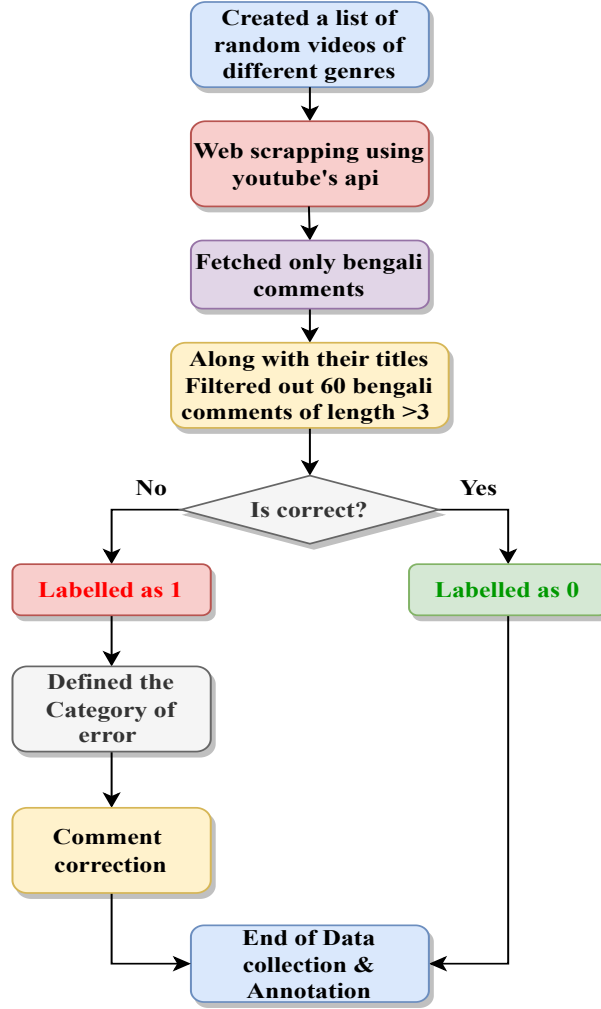 Created a list of
random videos of
different genres
Web scrapping using
youtube's api
Fetched only bengali
comments
Along with their titles
Filtered out 60 bengali
comments of length >3
Is correct?
No
Yes
Labelled as 1
Labelled as 0
Defined the
Category of
error
Comment
correction
End of Data
collection &
Annotation